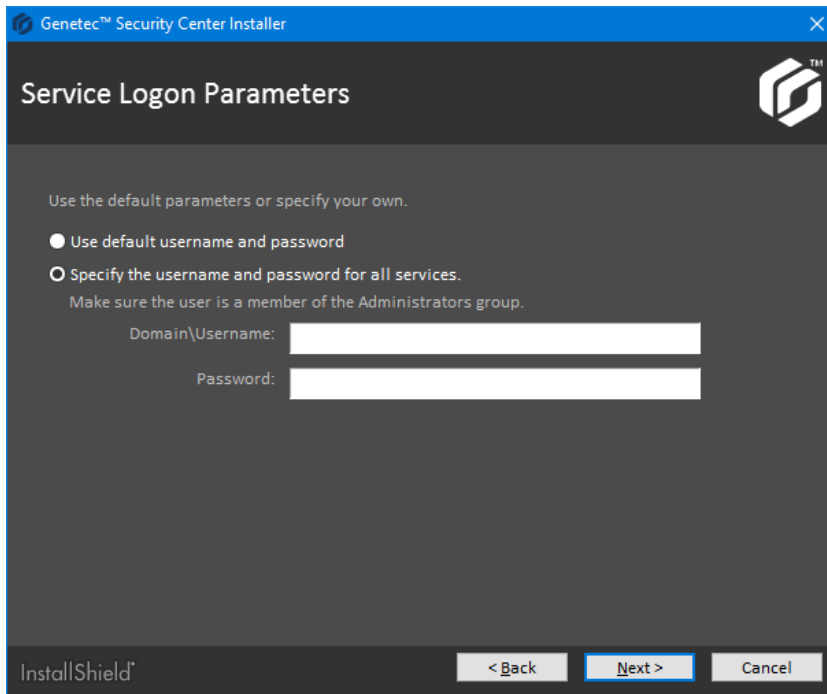 Genetec™ Security Center Installer
Service Logon Parameters
TM
Use the default parameters or specify your own.
Use default username and password
Specify the username and password for all services.
Make sure the user is a member of the Administrators group.
Domain\Username:
Password:
InstallShield®
< Back
Next >
Cancel